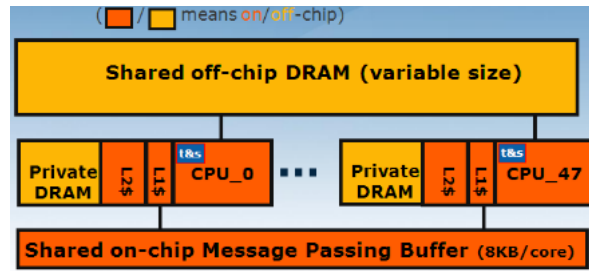 ( / means on/off-chip)
Shared off-chip DRAM (variable size)
Private DRAM L2$ L1$ t&s CPU_0 ... Private DRAM L2$ L1$ t&s CPU_47
Shared on-chip Message Passing Buffer (8KB/core)